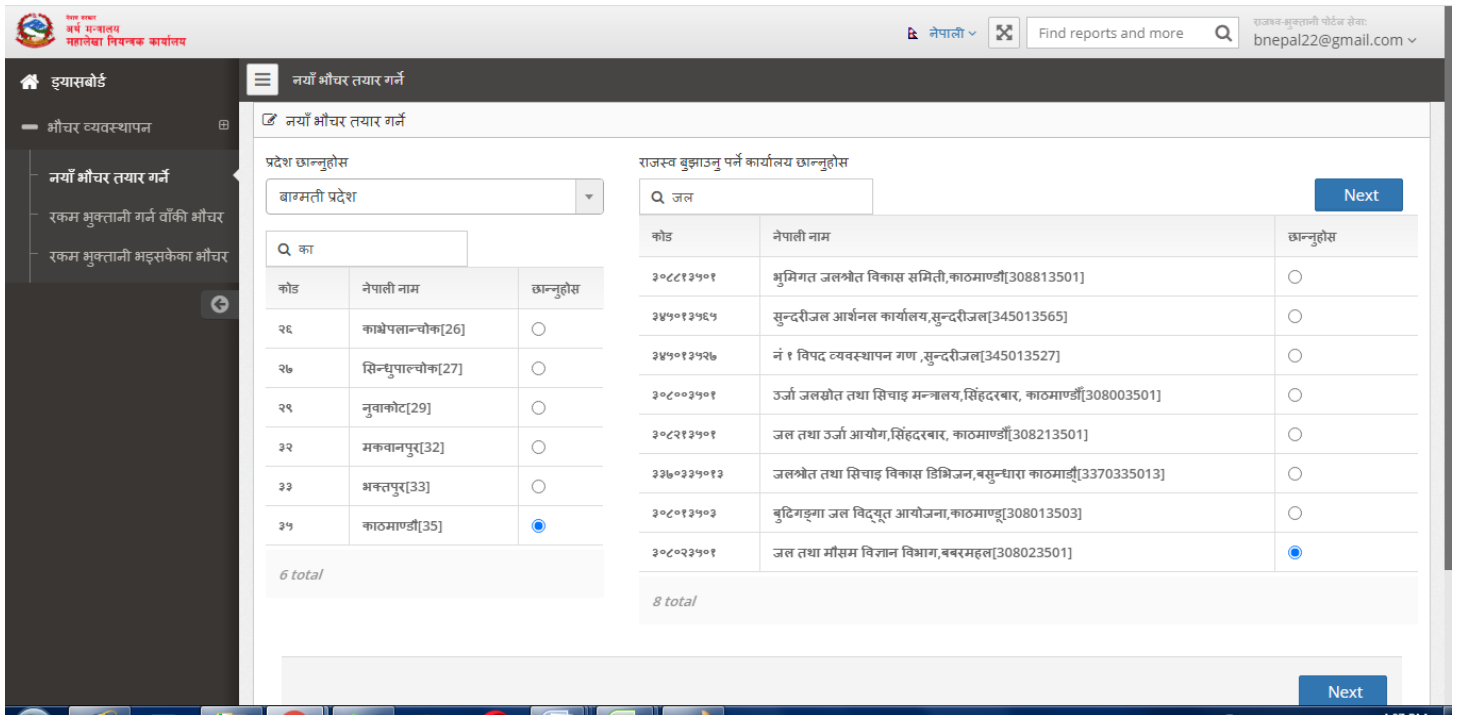 नेपाल सरकार
अर्थ मन्त्रालय
महालेखा नियन्त्रक कार्यालय
नेपाली
Find reports and more
राजश्व-भुक्तानी पोर्टल सेवा:
bnepal22@gmail.com
ड्यासबोर्ड
नयाँ भौचर तयार गर्ने
भौचर व्यवस्थापन
नयाँ भौचर तयार गर्ने
रकम भुक्तानी गर्न वाँकी भौचर
रकम भुक्तानी भइसकेका भौचर
नयाँ भौचर तयार गर्ने
प्रदेश छान्नुहोस
बाग्मती प्रदेश
का
कोड नेपाली नाम छान्नुहोस
२६ काभ्रेपलान्चोक[26]
२७ सिन्धुपाल्चोक[27]
२९ नुवाकोट[29]
३२ मकवानपुर[32]
३३ भक्तपुर[33]
३५ काठमाण्डौ[35]
6 total
राजस्व बुझाउनु पर्ने कार्यालय छान्नुहोस
जल
Next
कोड नेपाली नाम छान्नुहोस
३०८८१३५०१ भुमिगत जलश्रोत विकास समिती,काठमाण्डौ[308813501]
३४५०१३५६५ सुन्दरीजल आर्शनल कार्यालय,सुन्दरीजल[345013565]
३४५०१३५२७ नं १ विपद व्यवस्थापन गण ,सुन्दरीजल[345013527]
३०८००३५०१ उर्जा जलस्रोत तथा सिचाइ मन्त्रालय,सिंहदरबार, काठमाण्डौँ[308003501]
३०८२१३५०१ जल तथा उर्जा आयोग,सिंहदरबार, काठमाण्डौँ[308213501]
३३७०३३५०१३ जलश्रोत तथा सिचाइ विकास डिभिजन,बसुन्धारा काठमाडौ्[3370335013]
३०८०१३५०३ बुढिगङ्गा जल विद्यूत आयोजना,काठमाण्डू[308013503]
३०८०२३५०१ जल तथा मौसम विज्ञान विभाग,बबरमहल[308023501]
8 total
Next